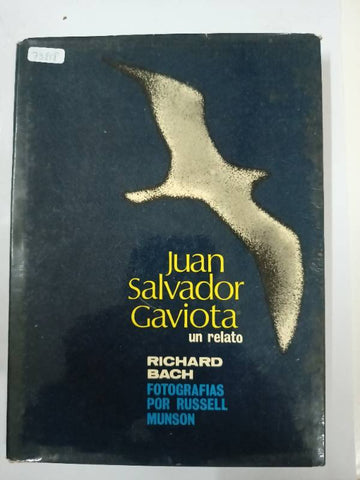 Juan
Salvador
Gaviota
un relato
RICHARD
BACH
FOTOGRAFIAS
POR RUSSELL
MUNSON